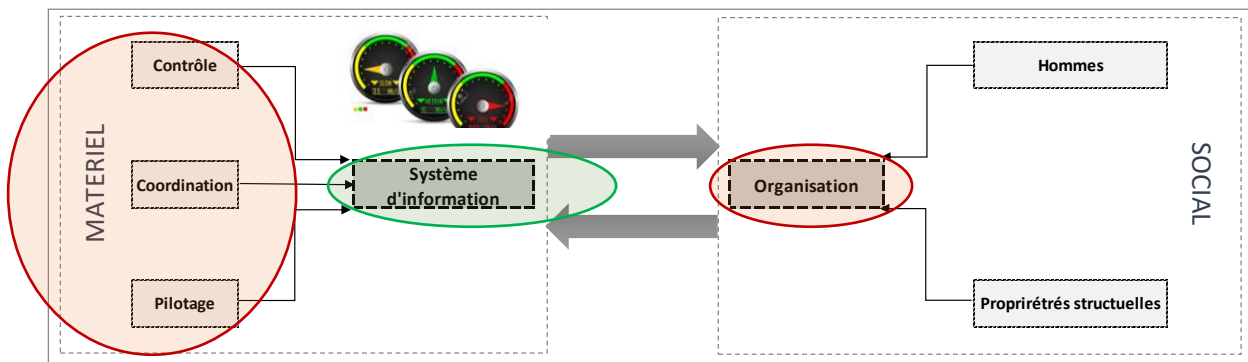 MATERIEL
Contrôle
Coordination
Pilotage
Système
d'information
Organisation
Hommes
Proprirétrés structuelles
SOCIAL